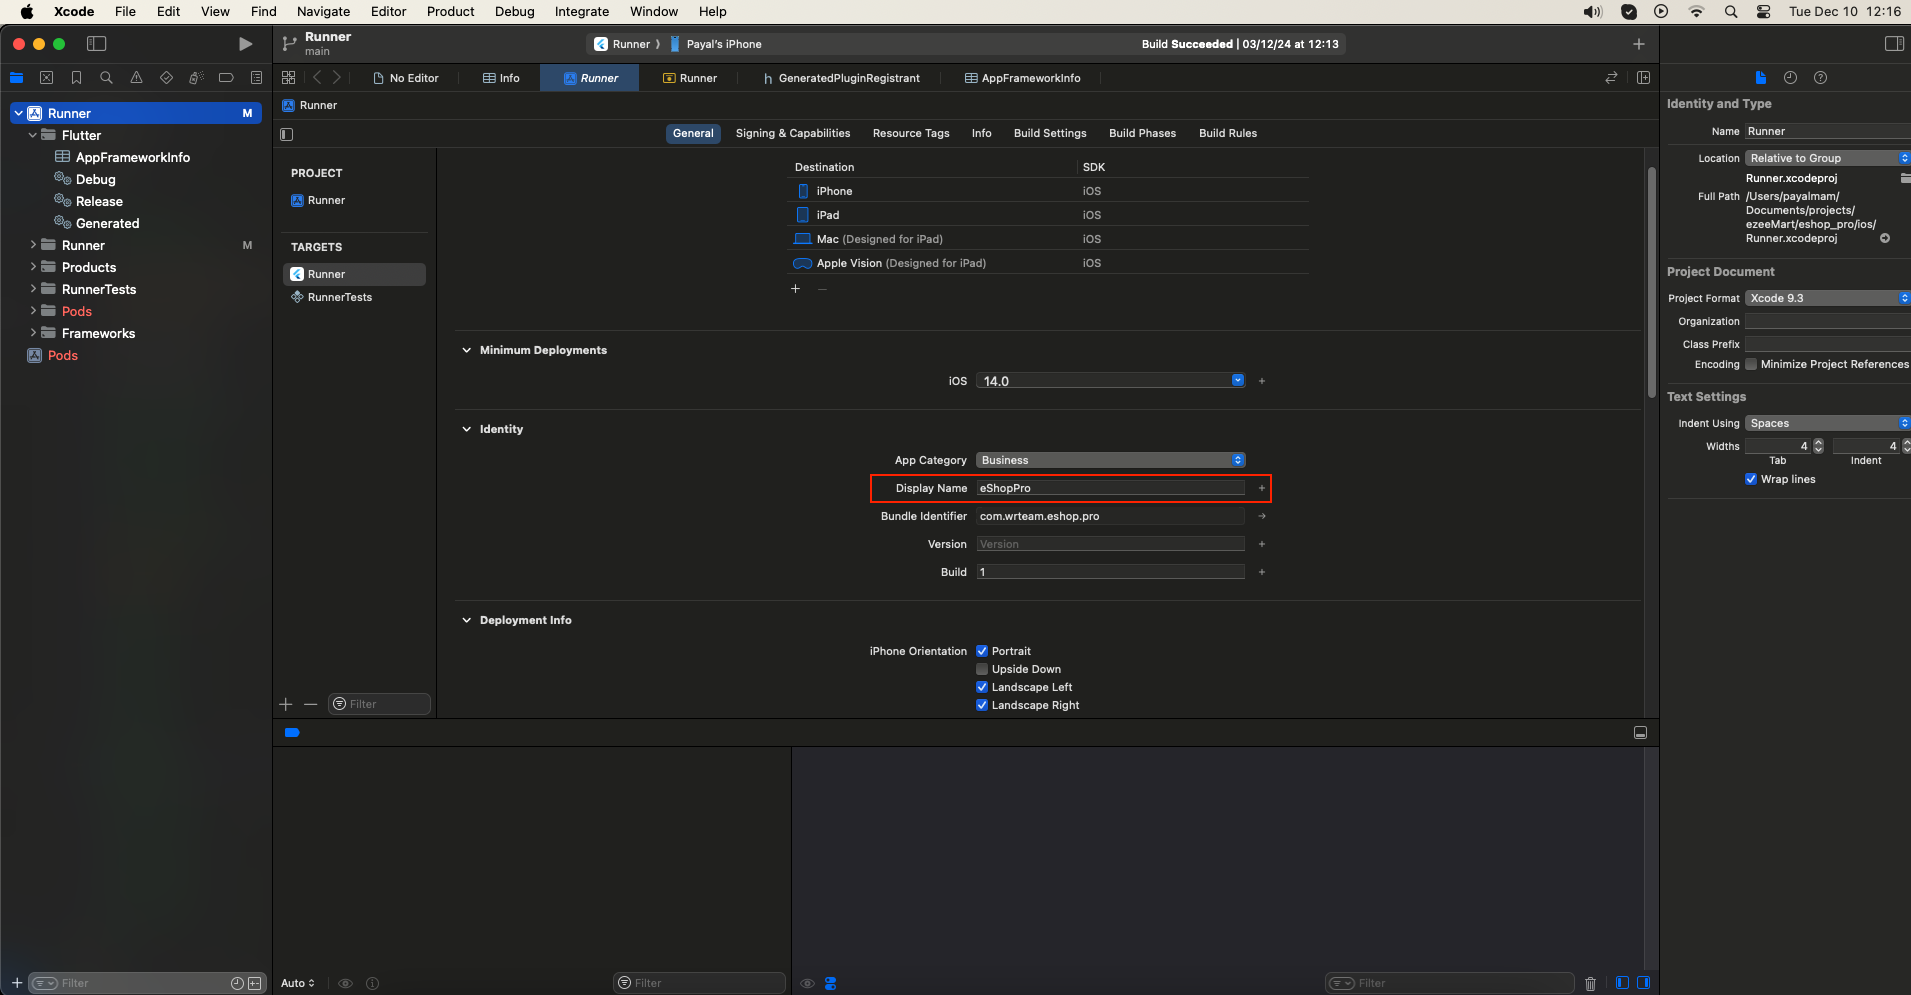 Xcode File Edit View Find Navigate Editor Product Debug Integrate Window Help Tue Dec 10 12:16
Runner
main
Runner Payal's iPhone
Build Succeeded | 03/12/24 at 12:13
No Editor Info Runner Runner h GeneratedPluginRegistrant AppFrameworkInfo
Runner
General Signing & Capabilities Resource Tags Info Build Settings Build Phases Build Rules
Runner M
Flutter
AppFrameworkInfo
Debug
Release
Generated
Runner M
Products
RunnerTests
Pods
Frameworks
Pods
Filter
PROJECT
Runner
TARGETS
Runner
RunnerTests
Filter
Destination SDK
iPhone iOS
iPad iOS
Mac (Designed for iPad) iOS
Apple Vision (Designed for iPad) iOS
Minimum Deployments
iOS 14.0
Identity
App Category Business
Display Name eShopPro
Bundle Identifier com.wrteam.eshop.pro
Version Version
Build 1
Deployment Info
iPhone Orientation Portrait
Upside Down
Landscape Left
Landscape Right
Auto
Filter
Filter
Identity and Type
Name Runner
Location Relative to Group
Runner.xcodeproj
Full Path /Users/payalmam/
Documents/projects/
ezeeMart/eshop_pro/ios/
Runner.xcodeproj
Project Document
Project Format Xcode 9.3
Organization
Class Prefix
Encoding Minimize Project References
Text Settings
Indent Using Spaces
Widths 4 4
Tab Indent
Wrap lines